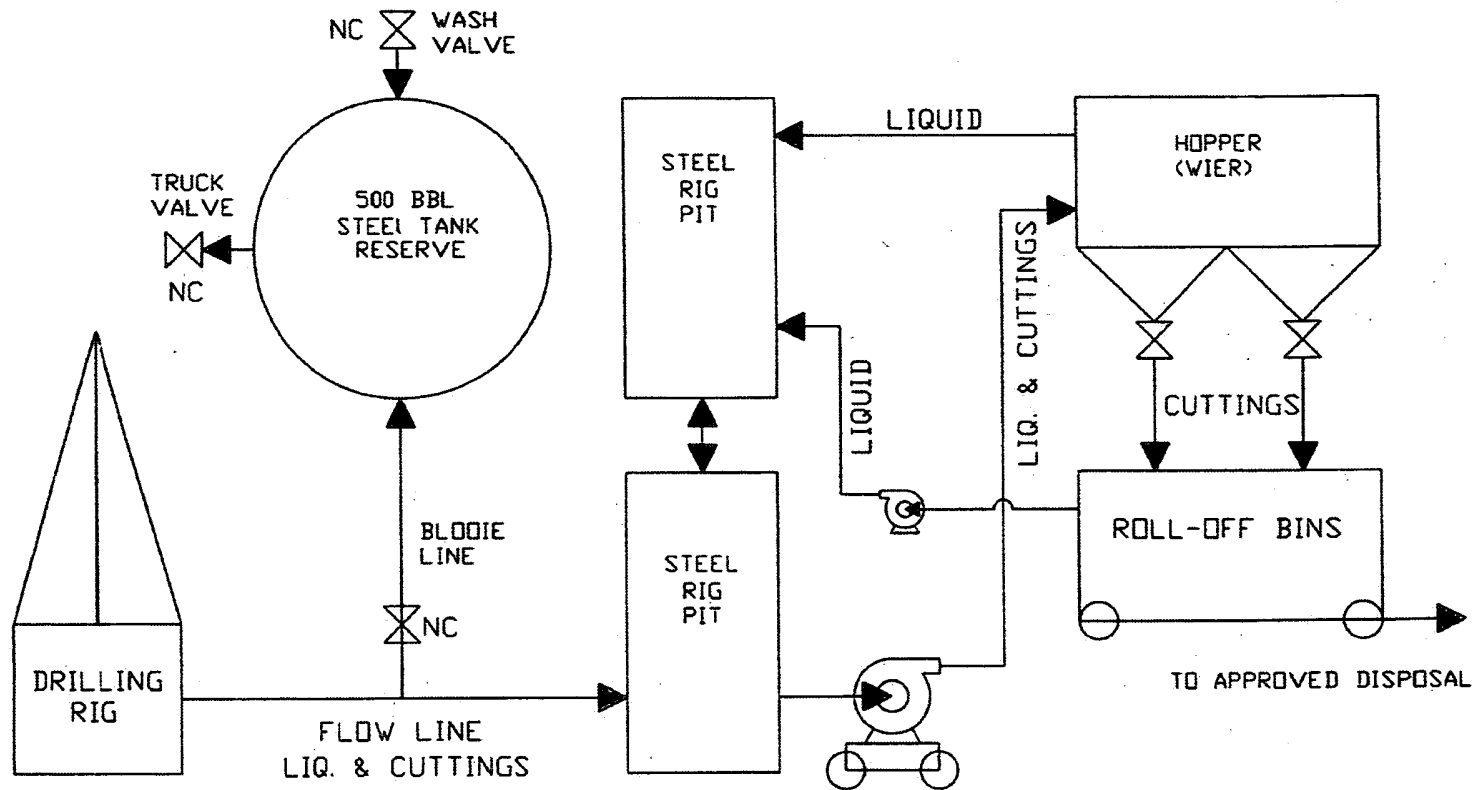 NC
WASH
VALVE
TRUCK
VALVE
NC
500 BBL
STEEL TANK
RESERVE
STEEL
RIG
PIT
LIQUID
HOPPER
(WIER)
LIQ. & CUTTINGS
LIQUID
CUTTINGS
BLOOIE
LINE
NC
STEEL
RIG
PIT
ROLL-OFF BINS
DRILLING
RIG
FLOW LINE
LIQ. & CUTTINGS
TO APPROVED DISPOSAL